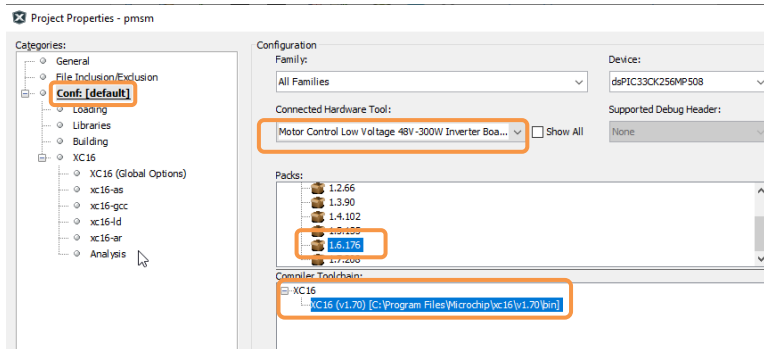 Project Properties - pmsm
Categories:
General
File Inclusion/Exclusion
Conf: [default]
Loading
Libraries
Building
XC16
XC16 (Global Options)
xc16-as
xc16-gcc
xc16-ld
xc16-ar
Analysis
Configuration
Family:
All Families
Device:
dsPIC33CK256MP508
Connected Hardware Tool:
Motor Control Low Voltage 48V-300W Inverter Boa...
Show All
Supported Debug Header:
None
Packs:
1.2.66
1.3.90
1.4.102
1.6.176
1.7.208
Compiler Toolchain:
XC16
XC16 (v1.70) [C:\Program Files\Microchip\xc16\v1.70\bin]